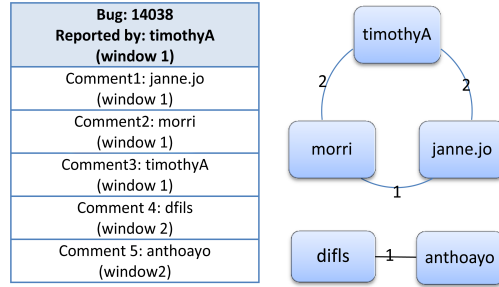 Bug: 14038
Reported by: timothyA
(window 1)
Comment1: janne.jo
(window 1)
Comment2: morri
(window 1)
Comment3: timothyA
(window 1)
Comment 4: dfils
(window 2)
Comment 5: anthoayo
(window2)
timothyA
2
2
morri
janne.jo
1
difls
1
anthoayo